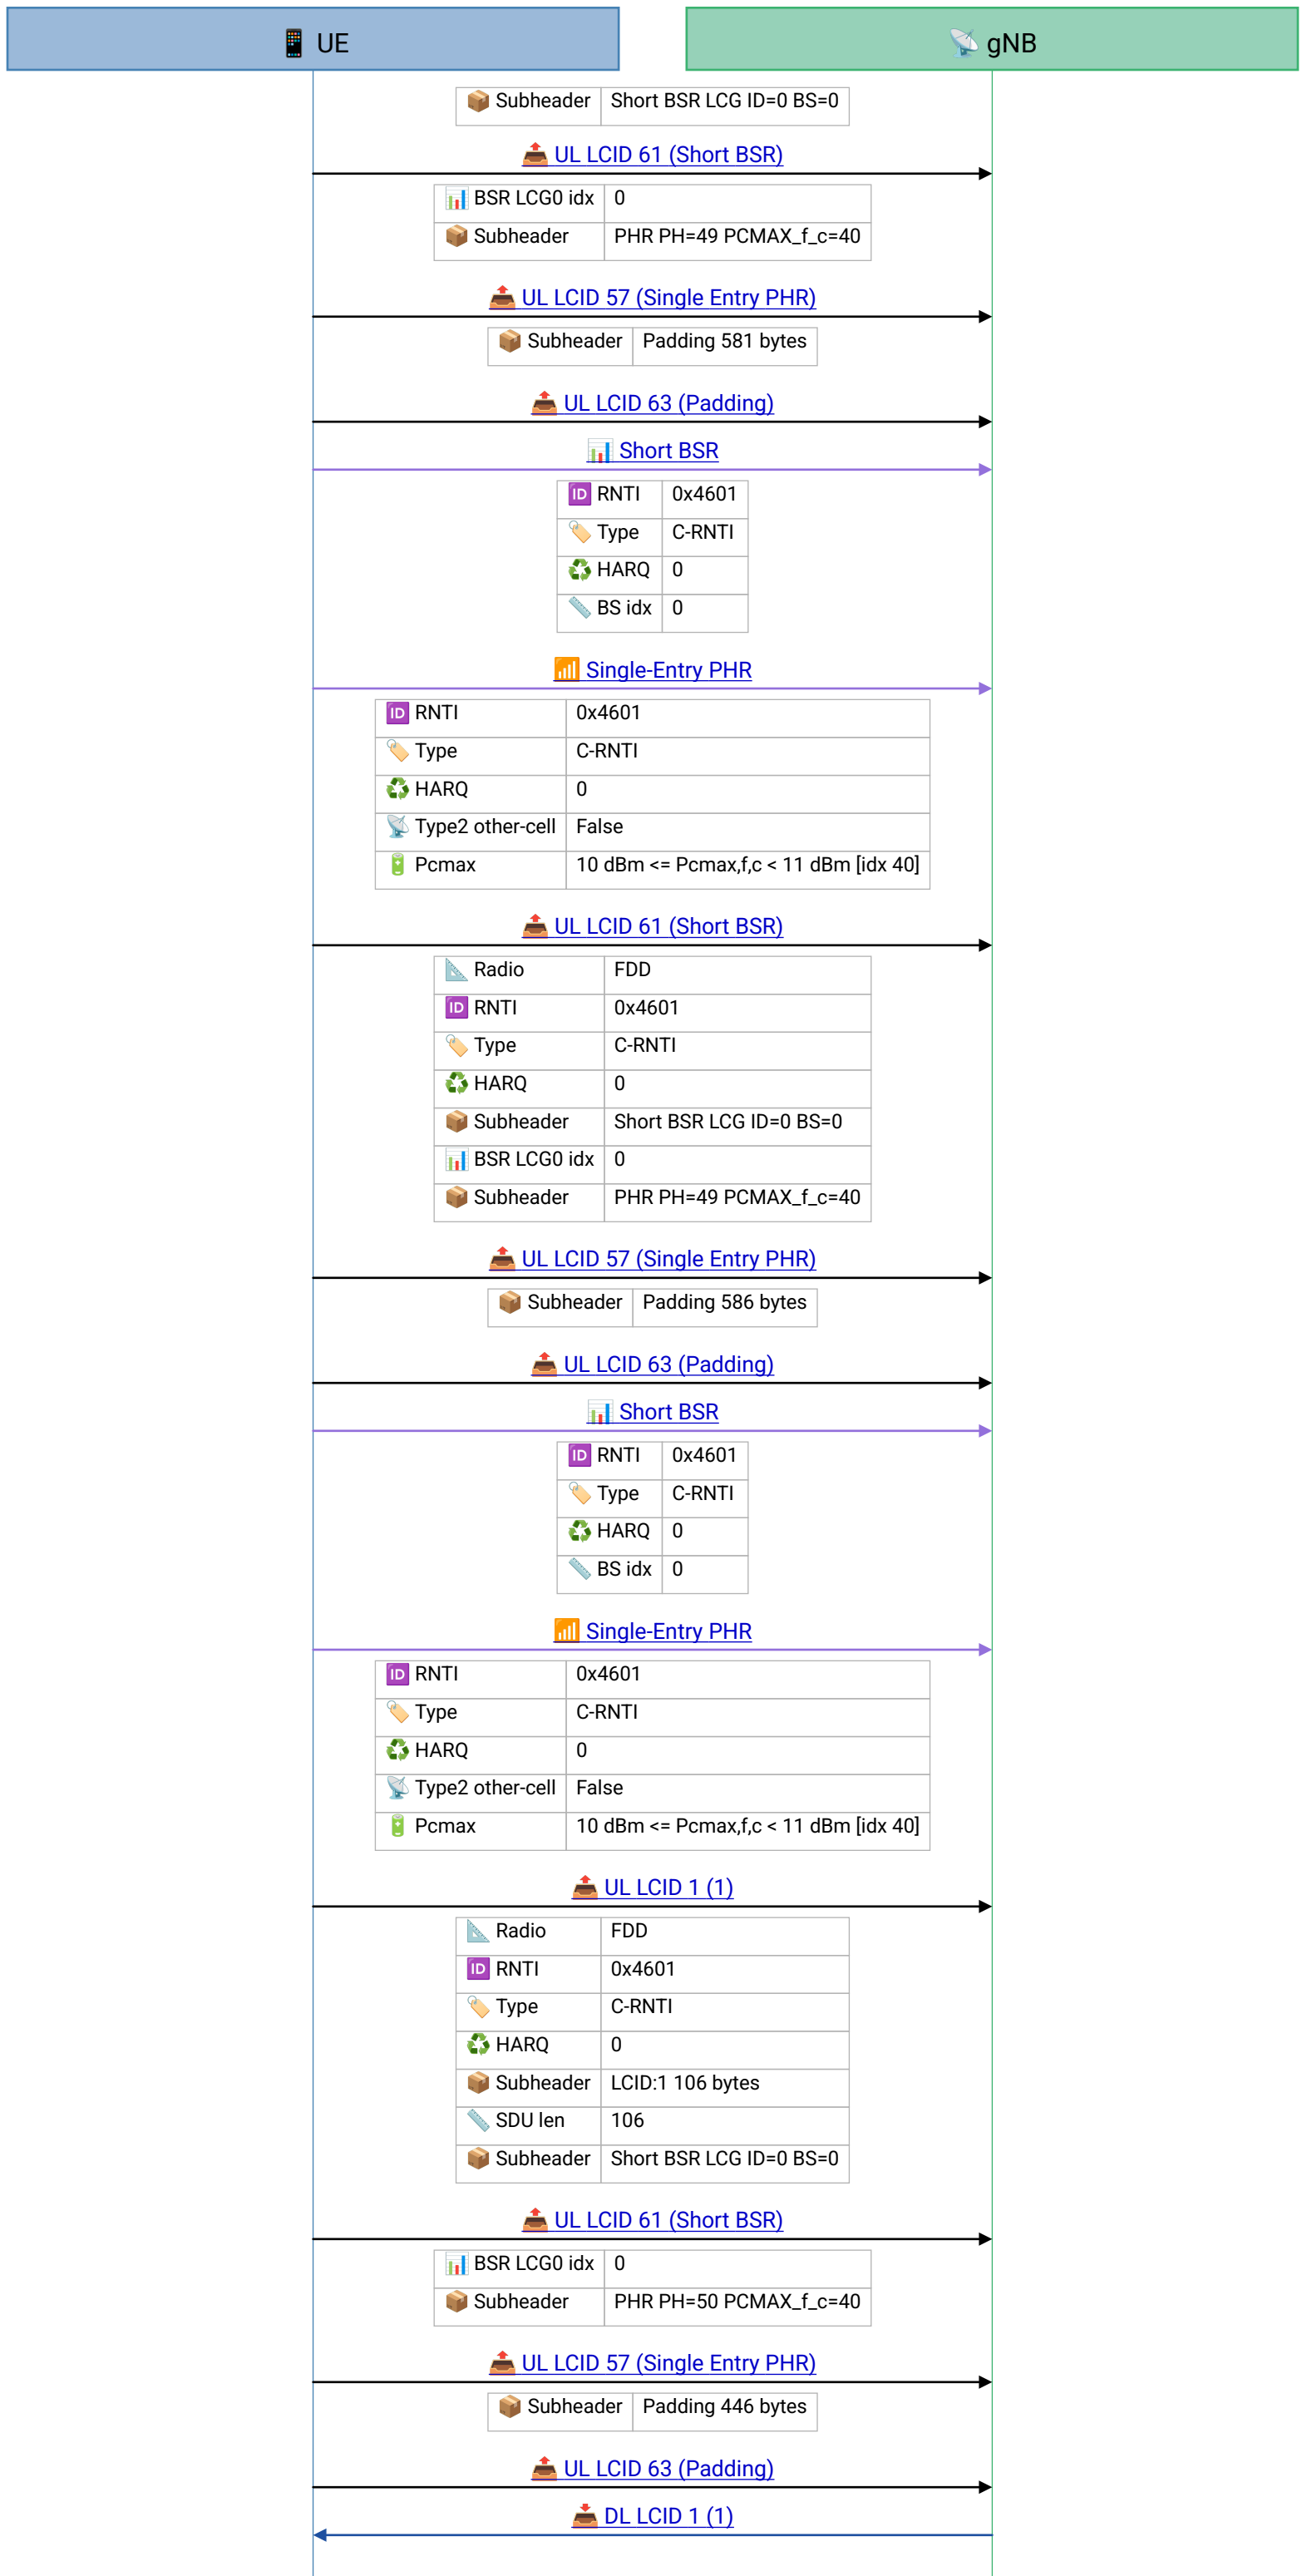 📱 UE
📡 gNB
📦 Subheader Short BSR LCG ID=0 BS=0
📤 UL LCID 61 (Short BSR)
📊 BSR LCG0 idx 0
📦 Subheader PHR PH=49 PCMAX_f_c=40
📤 UL LCID 57 (Single Entry PHR)
📦 Subheader Padding 581 bytes
📤 UL LCID 63 (Padding)
📊 Short BSR
🆔 RNTI 0x4601
🏷️ Type C-RNTI
♻️ HARQ 0
📏 BS idx 0
📶 Single-Entry PHR
🆔 RNTI 0x4601
🏷️ Type C-RNTI
♻️ HARQ 0
📡 Type2 other-cell False
🔋 Pcmax 10 dBm <= Pcmax,f,c < 11 dBm [idx 40]
📤 UL LCID 61 (Short BSR)
📐 Radio FDD
🆔 RNTI 0x4601
🏷️ Type C-RNTI
♻️ HARQ 0
📦 Subheader Short BSR LCG ID=0 BS=0
📊 BSR LCG0 idx 0
📦 Subheader PHR PH=49 PCMAX_f_c=40
📤 UL LCID 57 (Single Entry PHR)
📦 Subheader Padding 586 bytes
📤 UL LCID 63 (Padding)
📊 Short BSR
🆔 RNTI 0x4601
🏷️ Type C-RNTI
♻️ HARQ 0
📏 BS idx 0
📶 Single-Entry PHR
🆔 RNTI 0x4601
🏷️ Type C-RNTI
♻️ HARQ 0
📡 Type2 other-cell False
🔋 Pcmax 10 dBm <= Pcmax,f,c < 11 dBm [idx 40]
📤 UL LCID 1 (1)
📐 Radio FDD
🆔 RNTI 0x4601
🏷️ Type C-RNTI
♻️ HARQ 0
📦 Subheader LCID:1 106 bytes
📏 SDU len 106
📦 Subheader Short BSR LCG ID=0 BS=0
📤 UL LCID 61 (Short BSR)
📊 BSR LCG0 idx 0
📦 Subheader PHR PH=50 PCMAX_f_c=40
📤 UL LCID 57 (Single Entry PHR)
📦 Subheader Padding 446 bytes
📤 UL LCID 63 (Padding)
📥 DL LCID 1 (1)